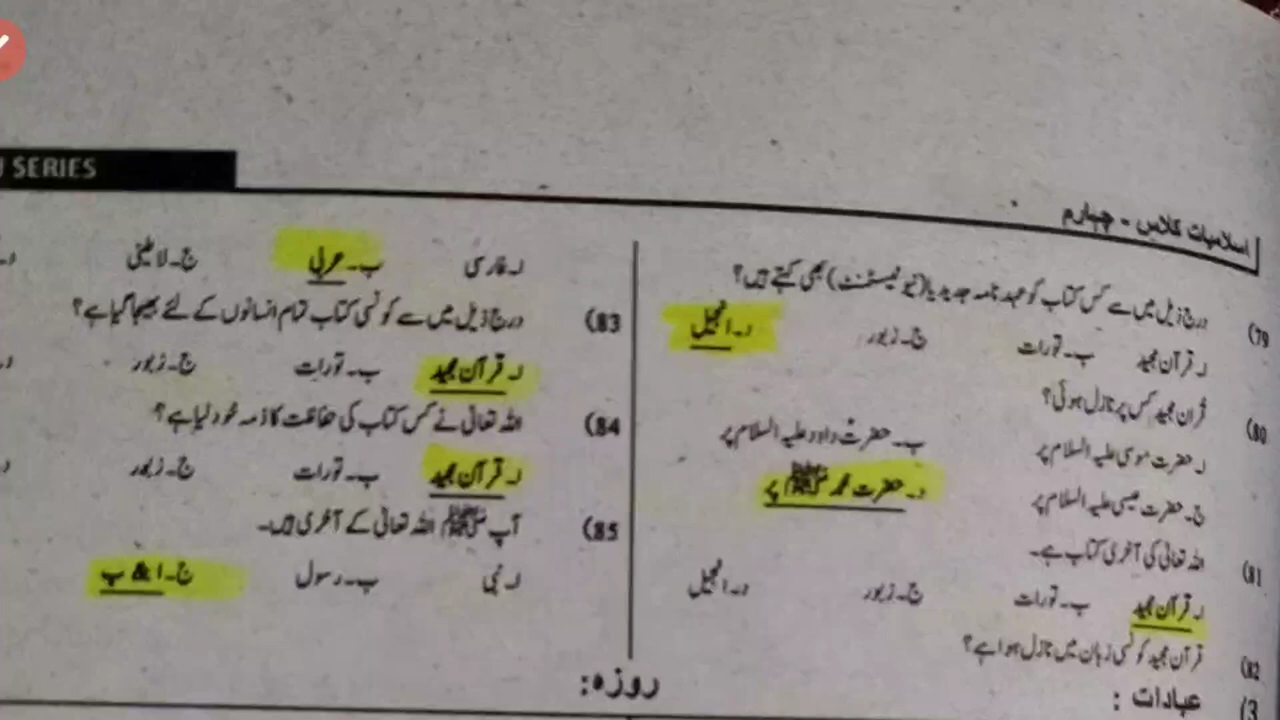 SERIES
اسلامیات کلاس - چہارم
79) درج ذیل میں سے کس کتاب کو عہد نامہ جدید یا (نیو ٹیسٹمنٹ) بھی کہتے ہیں؟
ا۔ قرآن مجید ب۔ تورات ج۔ زبور د۔ انجیل
80) قرآن مجید کس پر نازل ہوئی؟
ا۔ حضرت موسی علیہ السلام پر ب۔ حضرت داود علیہ السلام پر
ج۔ حضرت عیسی علیہ السلام پر د۔ حضرت محمد ﷺ پر
81) اللہ تعالی کی آخری کتاب ہے۔
ا۔ قرآن مجید ب۔ تورات ج۔ زبور د۔ انجیل
82) قرآن مجید کونسی زبان میں نازل ہوا ہے؟
ا۔ فارسی ب۔ عربی ج۔ لاطینی د۔
83) درج ذیل میں سے کونسی کتاب تمام انسانوں کے لئے بھیجا گیا ہے؟
ا۔ قرآن مجید ب۔ تورات ج۔ زبور د۔
84) اللہ تعالی نے کس کتاب کی حفاظت کا ذمہ خود لیا ہے؟
ا۔ قرآن مجید ب۔ تورات ج۔ زبور د۔
85) آپ ﷺ اللہ تعالی کے آخری ہیں۔
ا۔ نبی ب۔ رسول ج۔ ا & ب
3) عبادات :
روزہ: